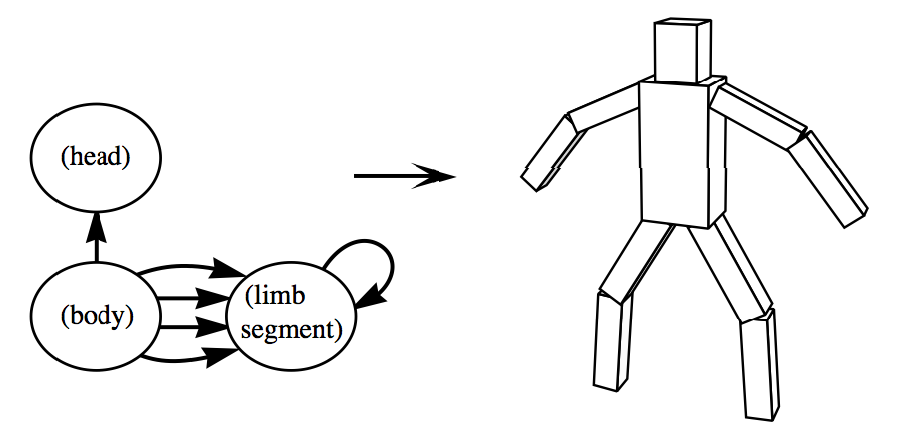 (head)
(body)
(limb
segment)